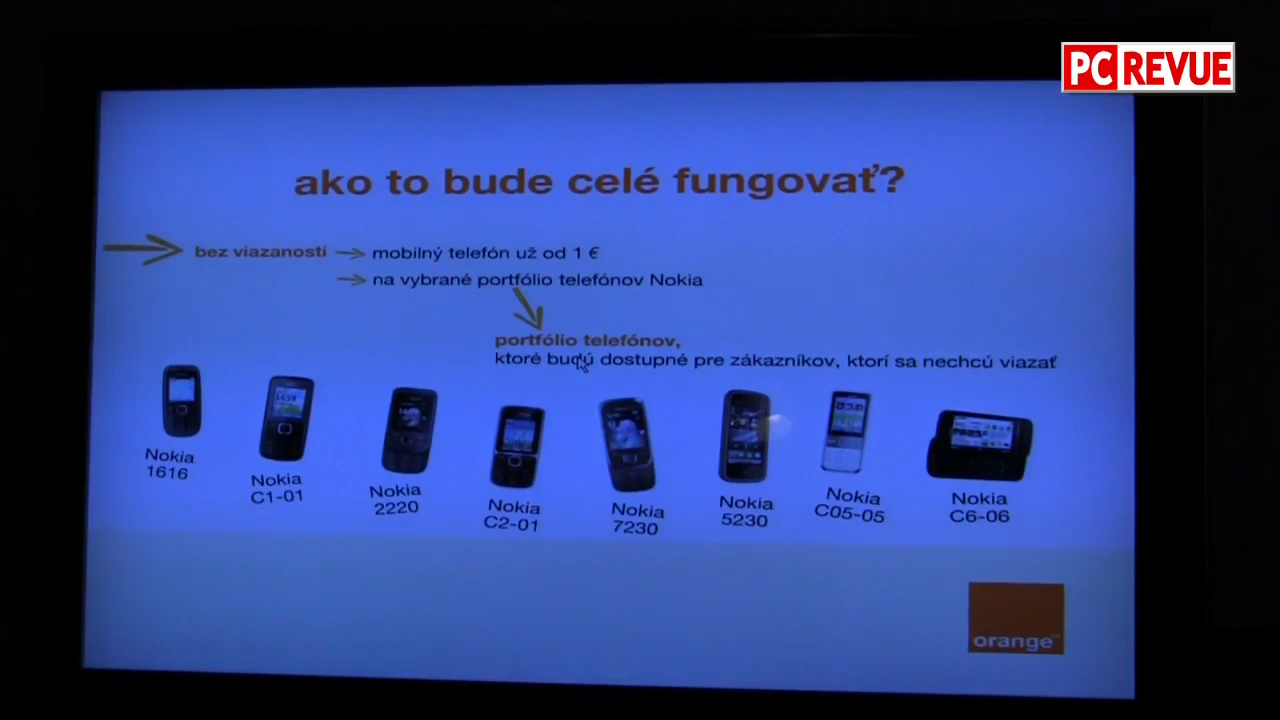 PC REVUE
ako to bude celé fungovať?
bez viazanosti
mobilný telefón už od 1 €
na vybrané portfólio telefónov Nokia
portfólio telefónov,
ktoré budú dostupné pre zákazníkov, ktorí sa nechcú viazať
Nokia
1616
Nokia
C1-01
Nokia
2220
Nokia
C2-01
Nokia
7230
Nokia
5230
Nokia
C05-05
Nokia
C6-06
orange